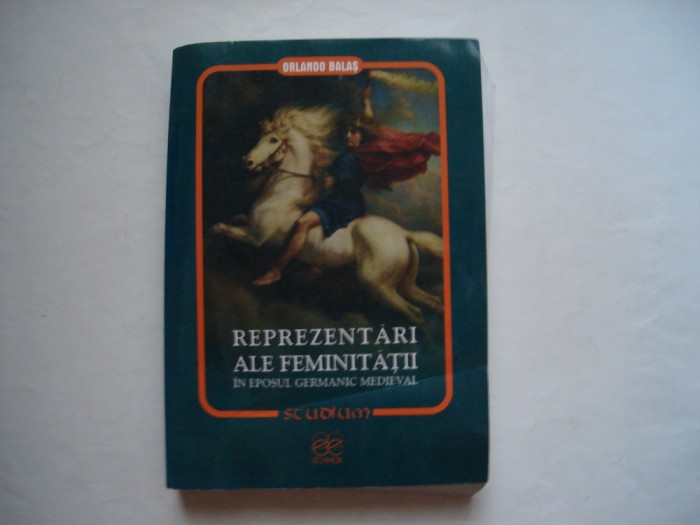 ORLANDO BALAȘ
REPREZENTĂRI
ALE FEMINITĂȚII
ÎN EPOSUL GERMANIC MEDIEVAL
studium